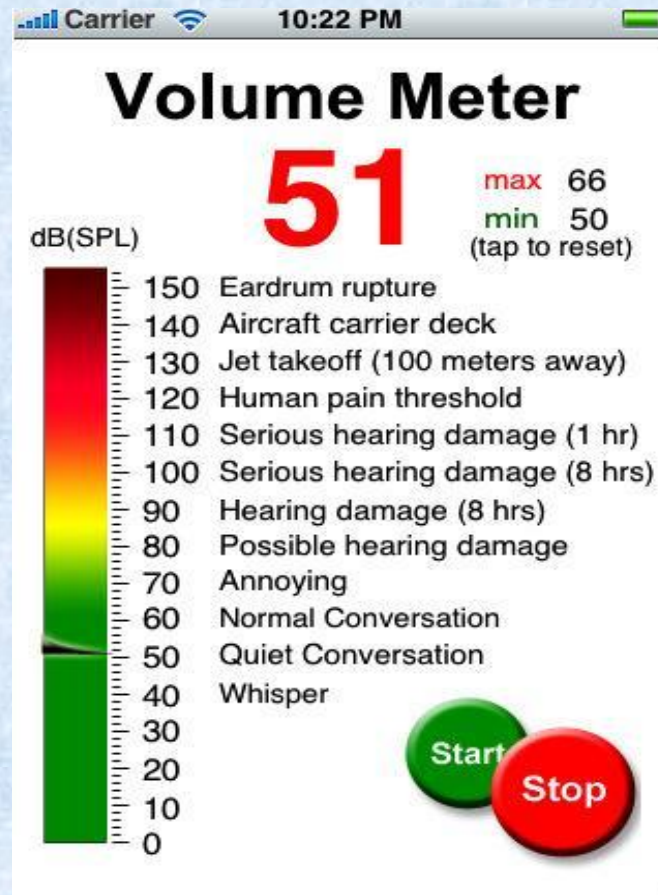 Carrier 10:22 PM
Volume Meter
51
max 66
min 50
(tap to reset)
dB(SPL)
150 Eardrum rupture
140 Aircraft carrier deck
130 Jet takeoff (100 meters away)
120 Human pain threshold
110 Serious hearing damage (1 hr)
100 Serious hearing damage (8 hrs)
90 Hearing damage (8 hrs)
80 Possible hearing damage
70 Annoying
60 Normal Conversation
50 Quiet Conversation
40 Whisper
30
20
10
0
Start
Stop